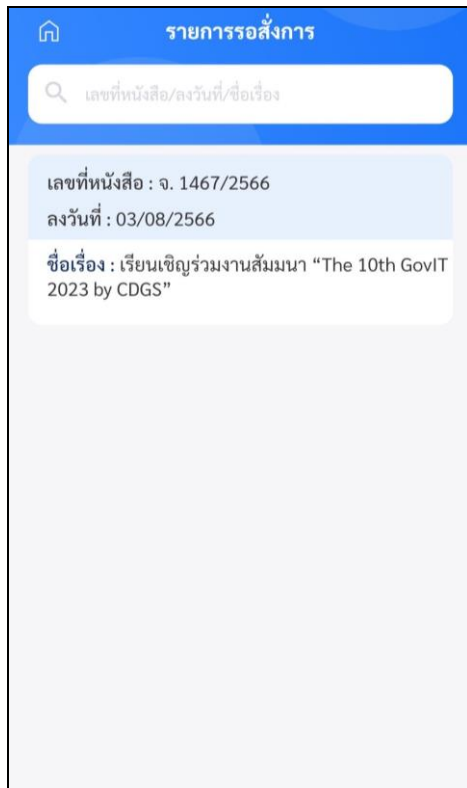 รายการรอสั่งการ
เลขที่หนังสือ/ลงวันที่/ชื่อเรื่อง
เลขที่หนังสือ : จ. 1467/2566
ลงวันที่ : 03/08/2566
ชื่อเรื่อง : เรียนเชิญร่วมงานสัมมนา “The 10th GovIT
2023 by CDGS”